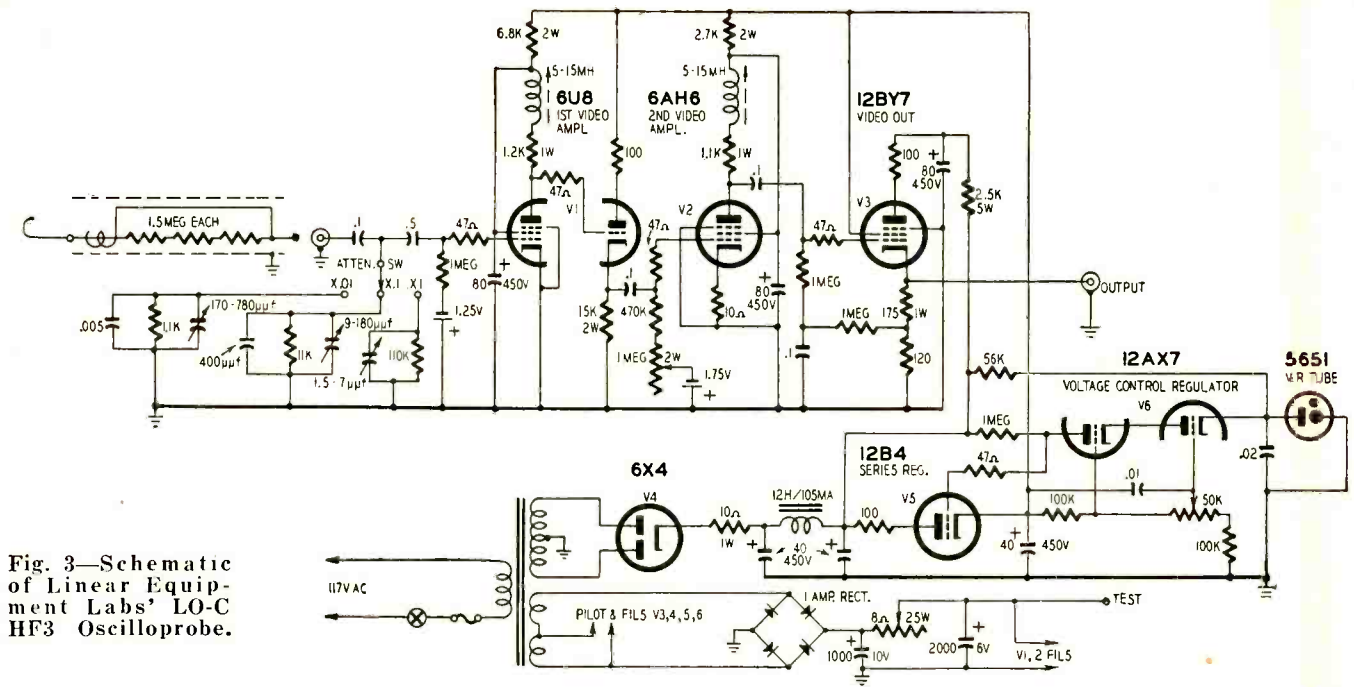 6.8K 2W
5-15MH
6U8
1ST VIDEO
AMPL
1.2K 1W
47Ω
100
V1
2.7K 2W
5-15MH
6AH6
2ND VIDEO
AMPL.
1.1K 1W
.1
V2
47Ω
12BY7
VIDEO OUT
100
+
80
450V
2.5K
5W
V3
47Ω
1.5 MEG EACH
.1
.5
47Ω
ATTEN. SW
X.01
X.1
X1
1MEG
1.25V
+
+
80 450V
.005
1.1K
170-780μμf
400μμf
11K
9-180μμf
1.5-7μμf
110K
15K
2W
.1
470K
1MEG 2W
1.75V
+
10Ω
+
80
450V
1MEG
1MEG
.1
175 1W
120
OUTPUT
56K
12AX7
VOLTAGE CONTROL REGULATOR
V6
5651
V.R TUBE
1MEG
47Ω
.02
.01
100K
50K
100K
+
40 450V
12B4
SERIES REG.
V5
100
12H/105MA
6X4
V4
10Ω
1W
+
40
450V
+
117V AC
PILOT & FILS V3,4,5,6
1 AMP. RECT.
+
1000 10V
8Ω 25W
+
2000 6V
TEST
V1, 2 FILS
Fig. 3—Schematic
of Linear Equip-
ment Labs' LO-C
HF3 Oscilloprobe.